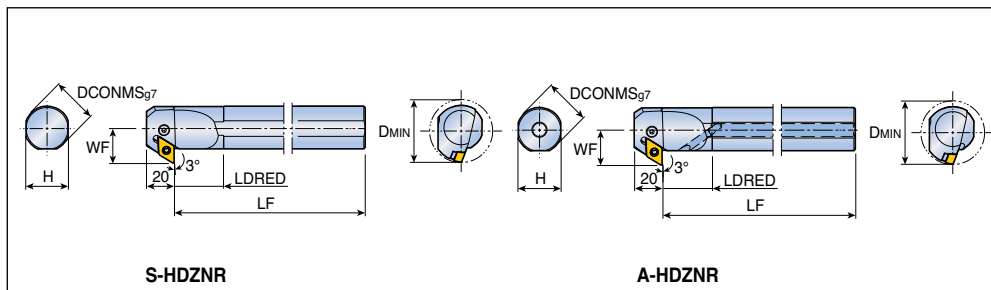 DCONMSg7
H
WF
20
3°
LDRED
LF
DMIN
S-HDZNR
DCONMSg7
H
WF
20
3°
LDRED
LF
DMIN
A-HDZNR